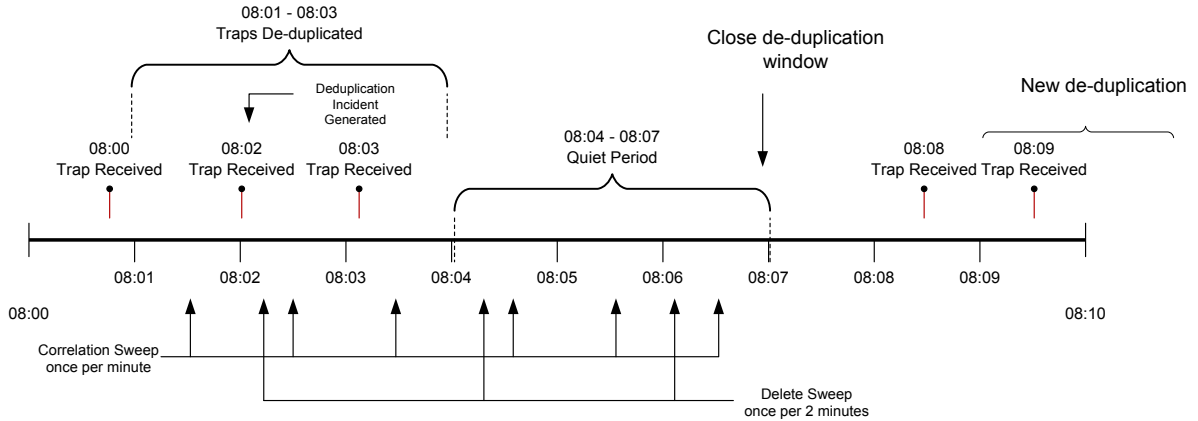 08:01 - 08:03
Traps De-duplicated
Close de-duplication
window
New de-duplication
Deduplication
Incident
Generated
08:04 - 08:07
Quiet Period
08:00
Trap Received
08:02
Trap Received
08:03
Trap Received
08:08
Trap Received
08:09
Trap Received
08:01
08:02
08:03
08:04
08:05
08:06
08:07
08:08
08:09
08:00
08:10
Correlation Sweep
once per minute
Delete Sweep
once per 2 minutes